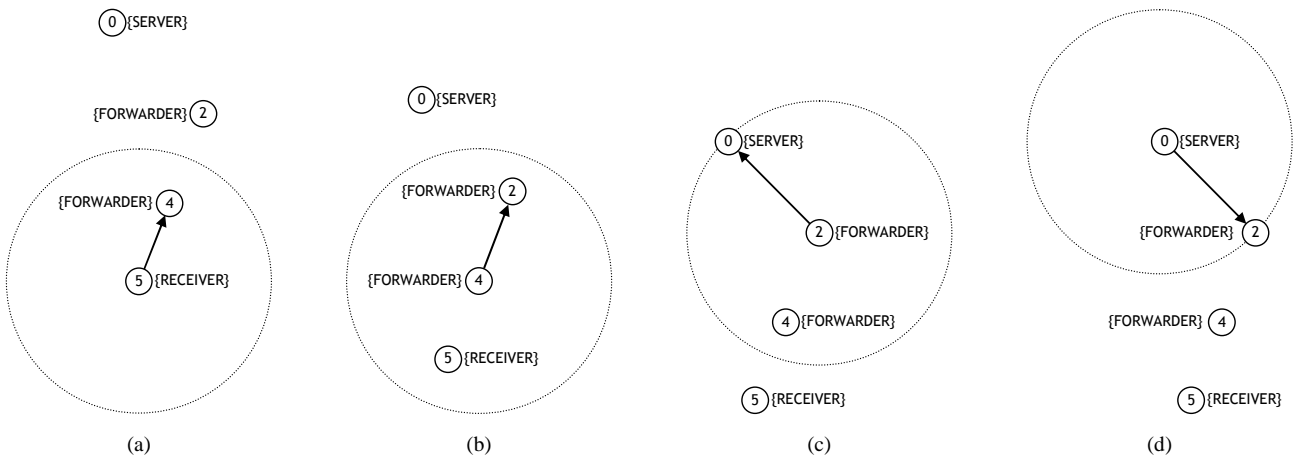 0 {SERVER}
{FORWARDER} 2
{FORWARDER} 4
5 {RECEIVER}
(a)
0 {SERVER}
{FORWARDER} 2
{FORWARDER} 4
5 {RECEIVER}
(b)
0 {SERVER}
2 {FORWARDER}
4 {FORWARDER}
5 {RECEIVER}
(c)
0 {SERVER}
{FORWARDER} 2
{FORWARDER} 4
5 {RECEIVER}
(d)